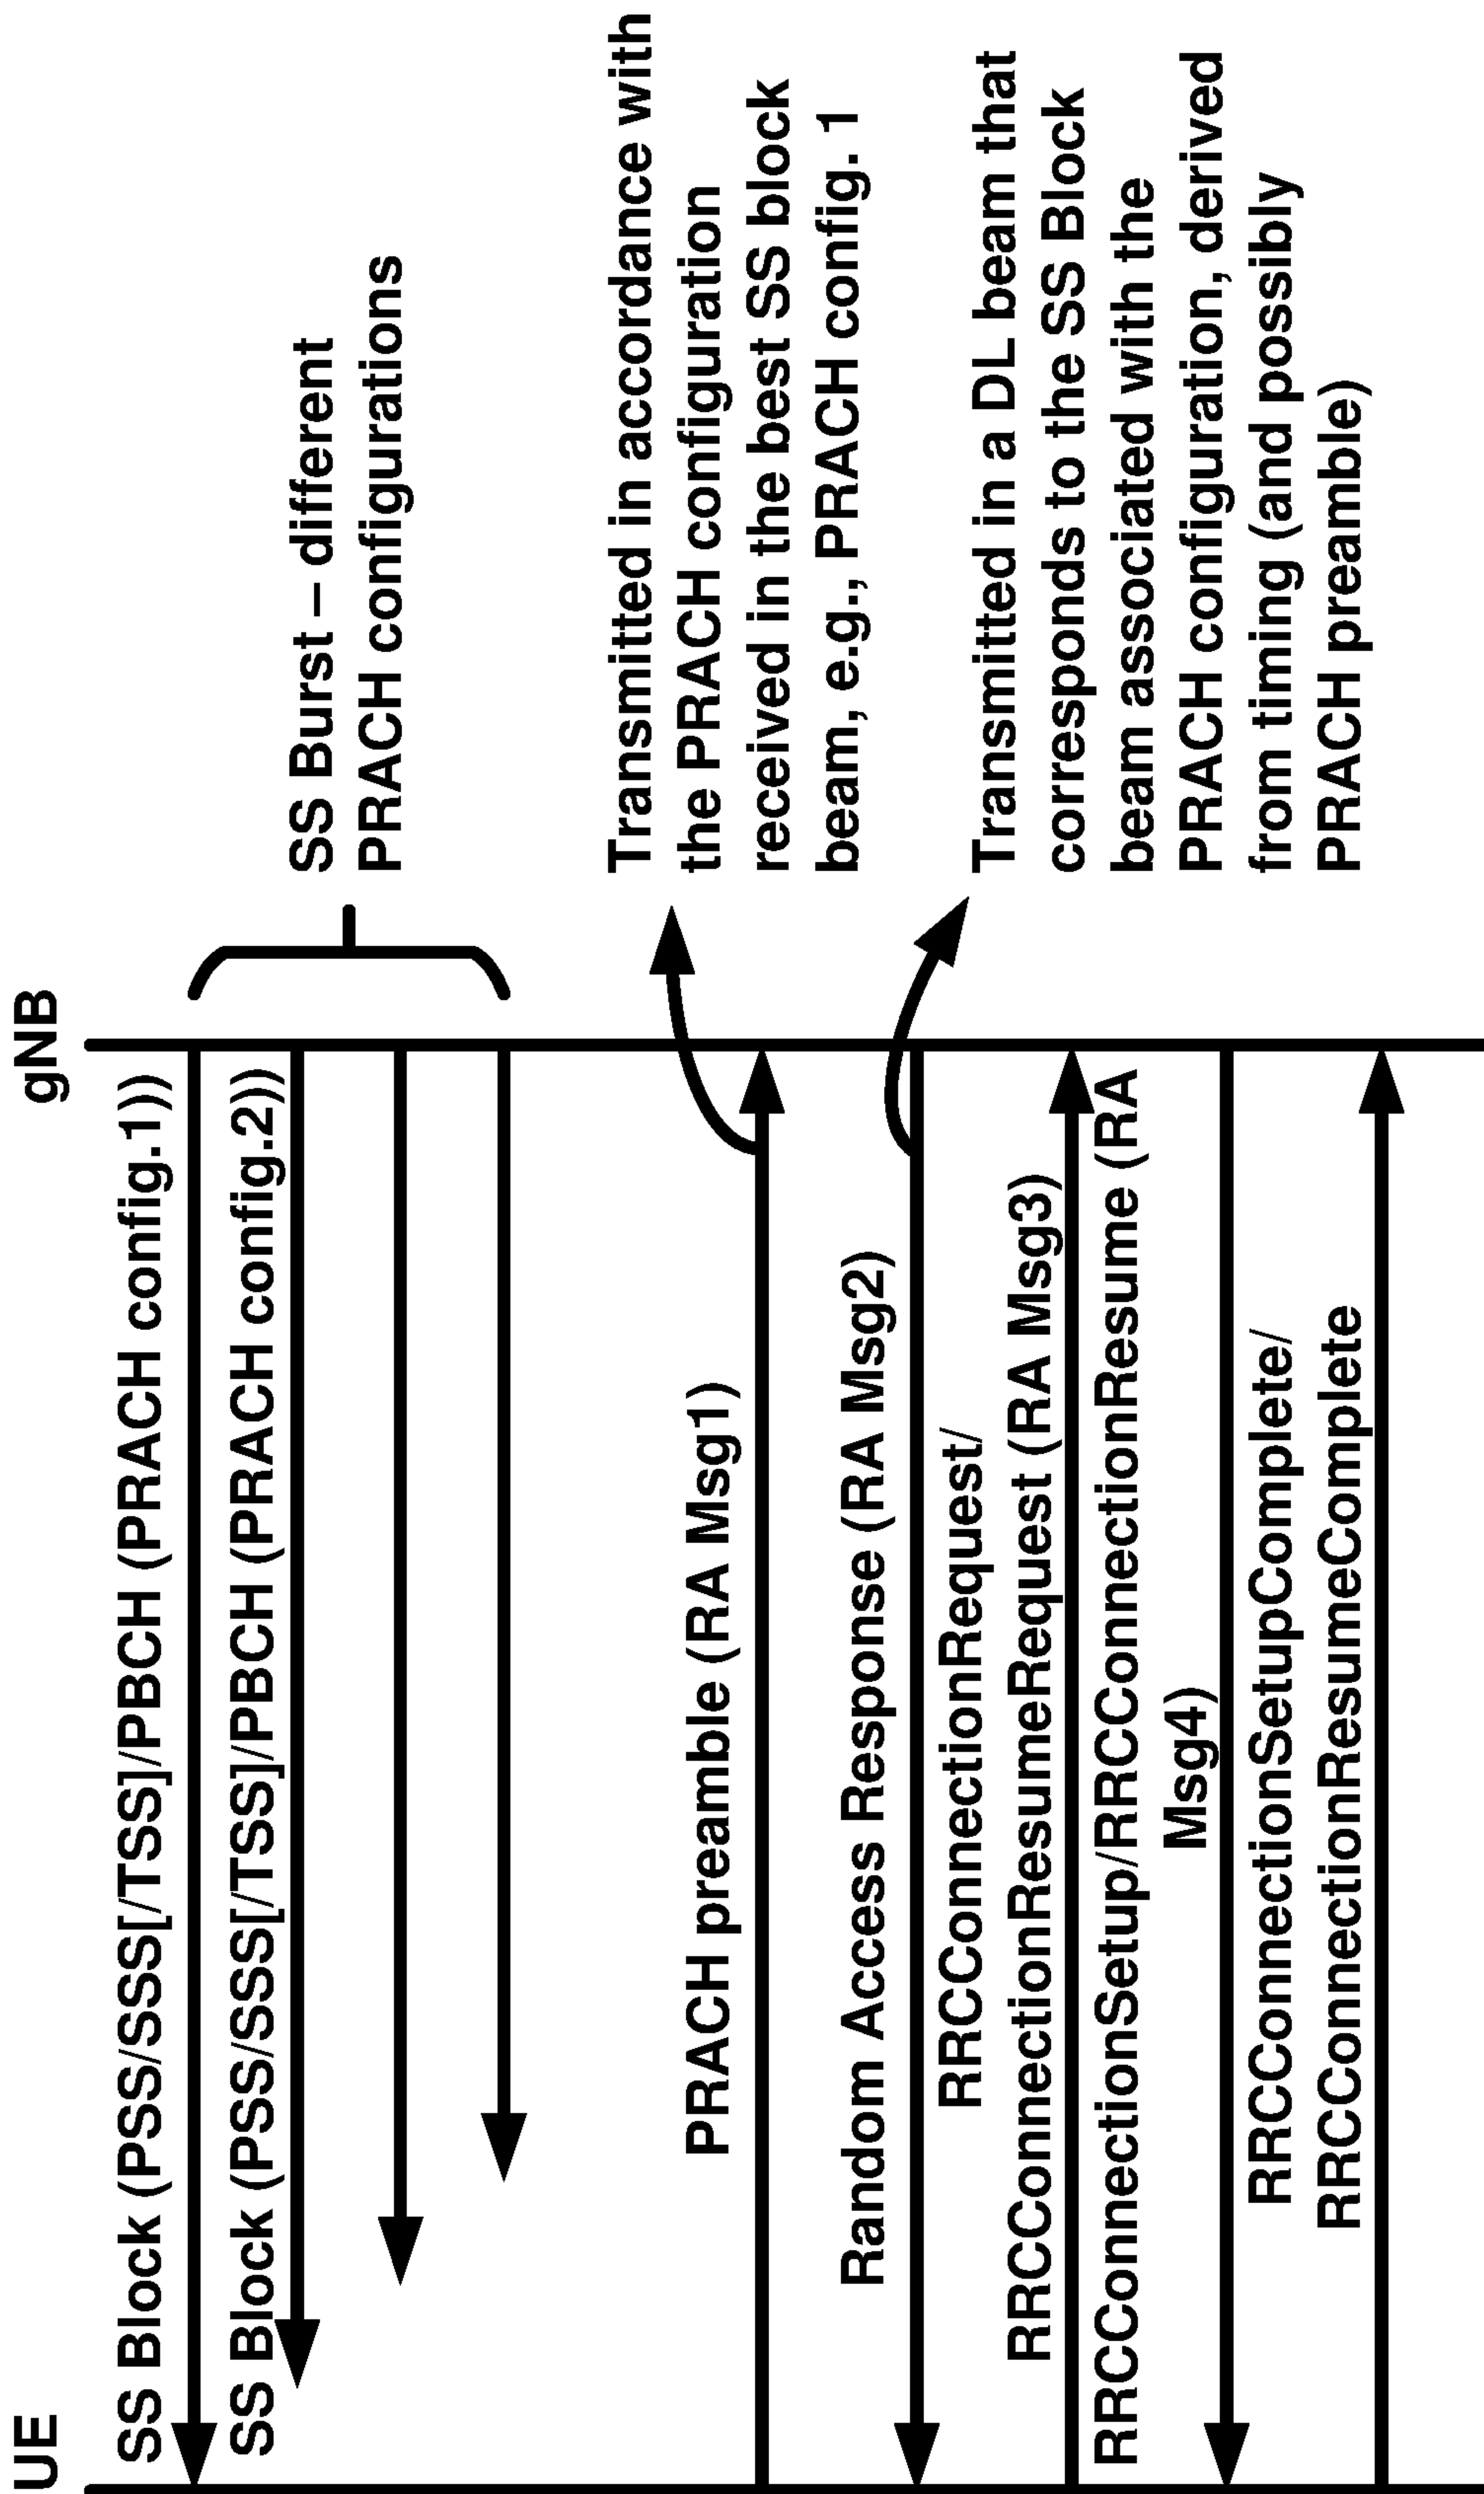 UE
gNB
SS Block (PSS/SSS[/TSS]/PBCH (PRACH config.1))
SS Block (PSS/SSS[/TSS]/PBCH (PRACH config.2))
SS Burst – different
PRACH configurations
PRACH preamble (RA Msg1)
Transmitted in accordance with
the PRACH configuration
received in the best SS block
beam, e.g., PRACH config. 1
Random Access Response (RA Msg2)
Transmitted in a DL beam that
corresponds to the SS Block
beam associated with the
PRACH configuration, derived
from timing (and possibly
PRACH preamble)
RRCConnectionRequest/
RRCConnectionResumeRequest (RA Msg3)
RRCConnectionSetup/RRCConnectionResume (RA
Msg4)
RRCConnectionSetupComplete/
RRCConnectionResumeComplete